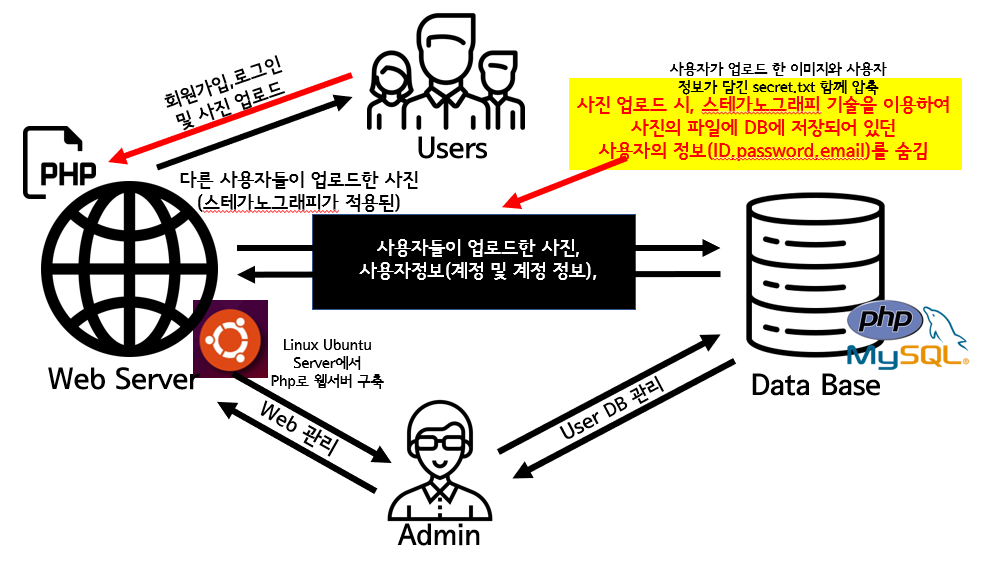 회원가입,로그인
및 사진 업로드
Users
사용자가 업로드 한 이미지와 사용자
정보가 담긴 secret.txt 함께 압축
사진 업로드 시, 스테가노그래피 기술을 이용하여
사진의 파일에 DB에 저장되어 있던
사용자의 정보(ID,password,email)를 숨김
PHP
다른 사용자들이 업로드한 사진
(스테가노그래피가 적용된)
사용자들이 업로드한 사진,
사용자정보(계정 및 계정 정보),
php
MySQL®
Linux Ubuntu
Server에서
Php로 웹서버 구축
Web Server
Data Base
Web 관리
User DB 관리
Admin